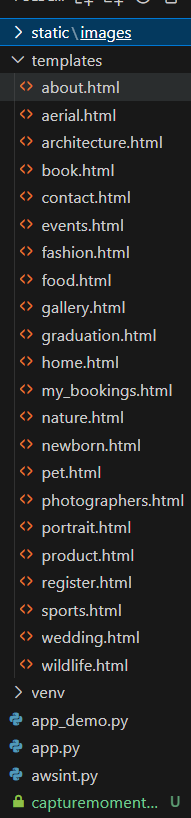 static\images
templates
about.html
aerial.html
architecture.html
book.html
contact.html
events.html
fashion.html
food.html
gallery.html
graduation.html
home.html
my_bookings.html
nature.html
newborn.html
pet.html
photographers.html
portrait.html
product.html
register.html
sports.html
wedding.html
wildlife.html
venv
app_demo.py
app.py
awsint.py
capturemoment... U